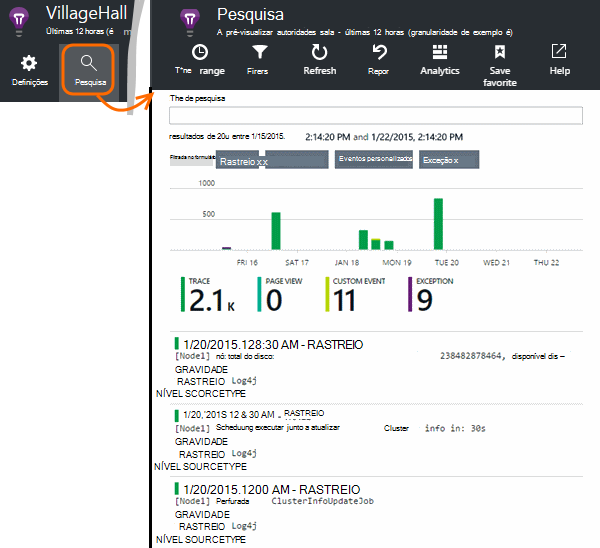 VillageHall
Últimas 12 horas (é m
Definições
Pesquisa
Pesquisa
A pré-visualizar autoridades sala - últimas 12 horas (granularidade de exemplo é)
T*ne range
Firers
Refresh
Repor
Analytics
Save favorite
Help
The de pesquisa
resultados de 20u entre 1/15/2015. 2:14:20 PM and 1/22/2015, 2:14:20 PM
Filtrada no formulári Rastreio x x Eventos personalizados Exceção x
1000
500
FRI 16 SAT 17 JAN 18 MON 19 TUE 20 WED 21 THU 22
TRACE PAGE VIEW CUSTOM EVENT EXCEPTION
2.1 K 0 11 9
1/20/2015.128:30 AM - RASTREIO
[Node1] nó: total do disco: 238482878464, disponível dis –
GRAVIDADE
RASTREIO Log4j
NÍVEL SCORCETYPE
1/20,'201S 12 & 30 AM - RASTREIO
[Node1] Scheduung executar junto a atualizar Cluster info in: 30s
GRAVIDADE
RASTREIO Log4j
NÍVEL SOURCETYPE
1/20/2015.1200 AM - RASTREIO
[Node1] Perfurada ClusterInfoUpdateJob
GRAVIDADE
RASTREIO Log4j
NÍVEL SOURCETYPE